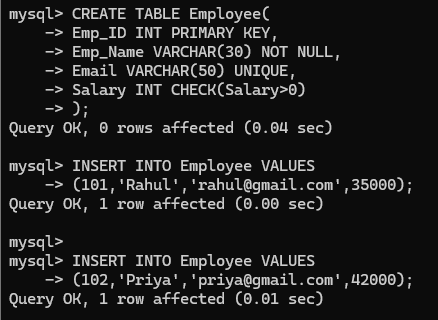 mysql> CREATE TABLE Employee(
    -> Emp_ID INT PRIMARY KEY,
    -> Emp_Name VARCHAR(30) NOT NULL,
    -> Email VARCHAR(50) UNIQUE,
    -> Salary INT CHECK(Salary>0)
    -> );
Query OK, 0 rows affected (0.04 sec)

mysql> INSERT INTO Employee VALUES
    -> (101,'Rahul','rahul@gmail.com',35000);
Query OK, 1 row affected (0.00 sec)

mysql>
mysql> INSERT INTO Employee VALUES
    -> (102,'Priya','priya@gmail.com',42000);
Query OK, 1 row affected (0.01 sec)